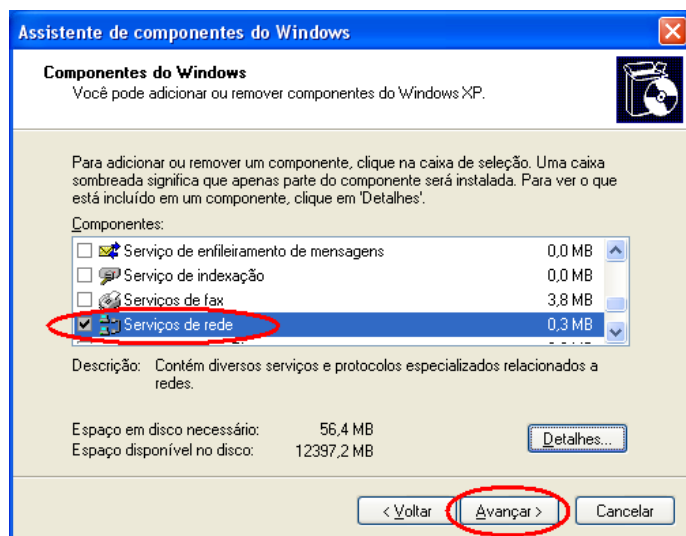 Assistente de componentes do Windows
Componentes do Windows
Você pode adicionar ou remover componentes do Windows XP.
Para adicionar ou remover um componente, clique na caixa de seleção. Uma caixa
sombreada significa que apenas parte do componente será instalada. Para ver o que
está incluído em um componente, clique em 'Detalhes'.
Componentes:
Serviço de enfileiramento de mensagens 0,0 MB
Serviço de indexação 0,0 MB
Serviços de fax 3,8 MB
Serviços de rede 0,3 MB
Descrição: Contém diversos serviços e protocolos especializados relacionados a
redes.
Espaço em disco necessário: 56,4 MB
Espaço disponível no disco: 12397,2 MB
Detalhes...
< Voltar Avançar > Cancelar